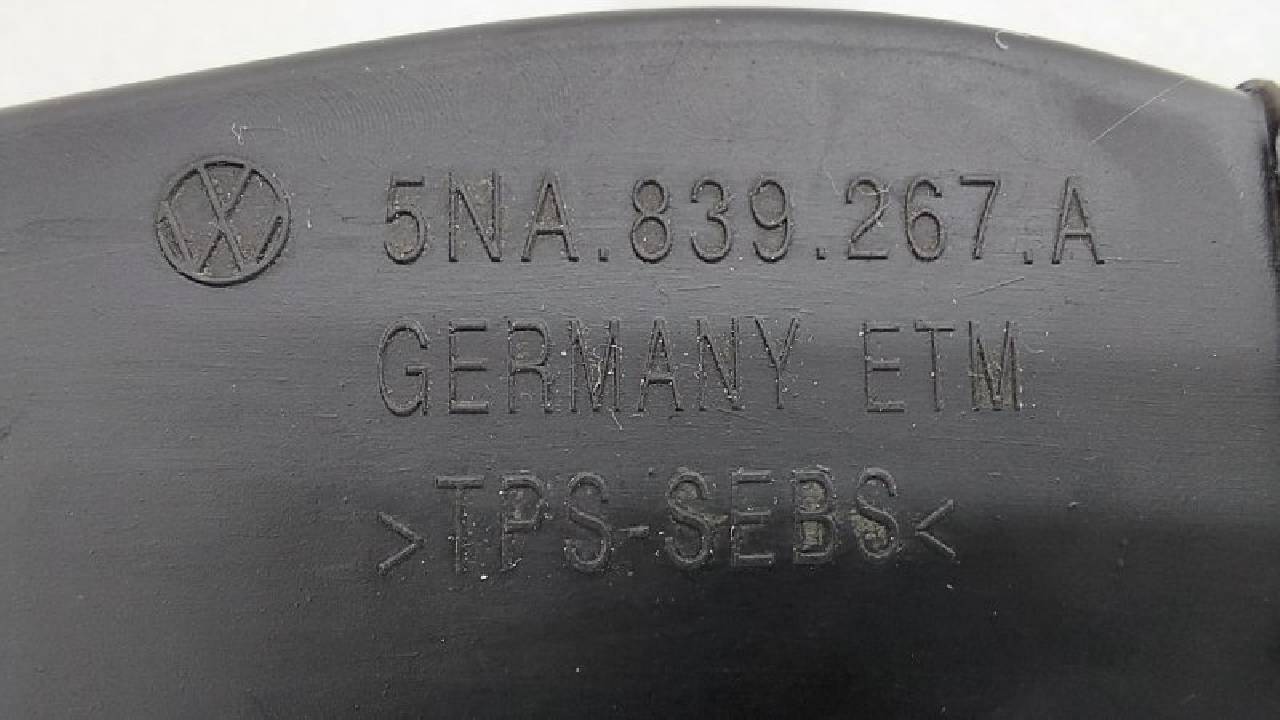 5NA.839.267.A
GERMANY ETM
>TPS-SEBS<